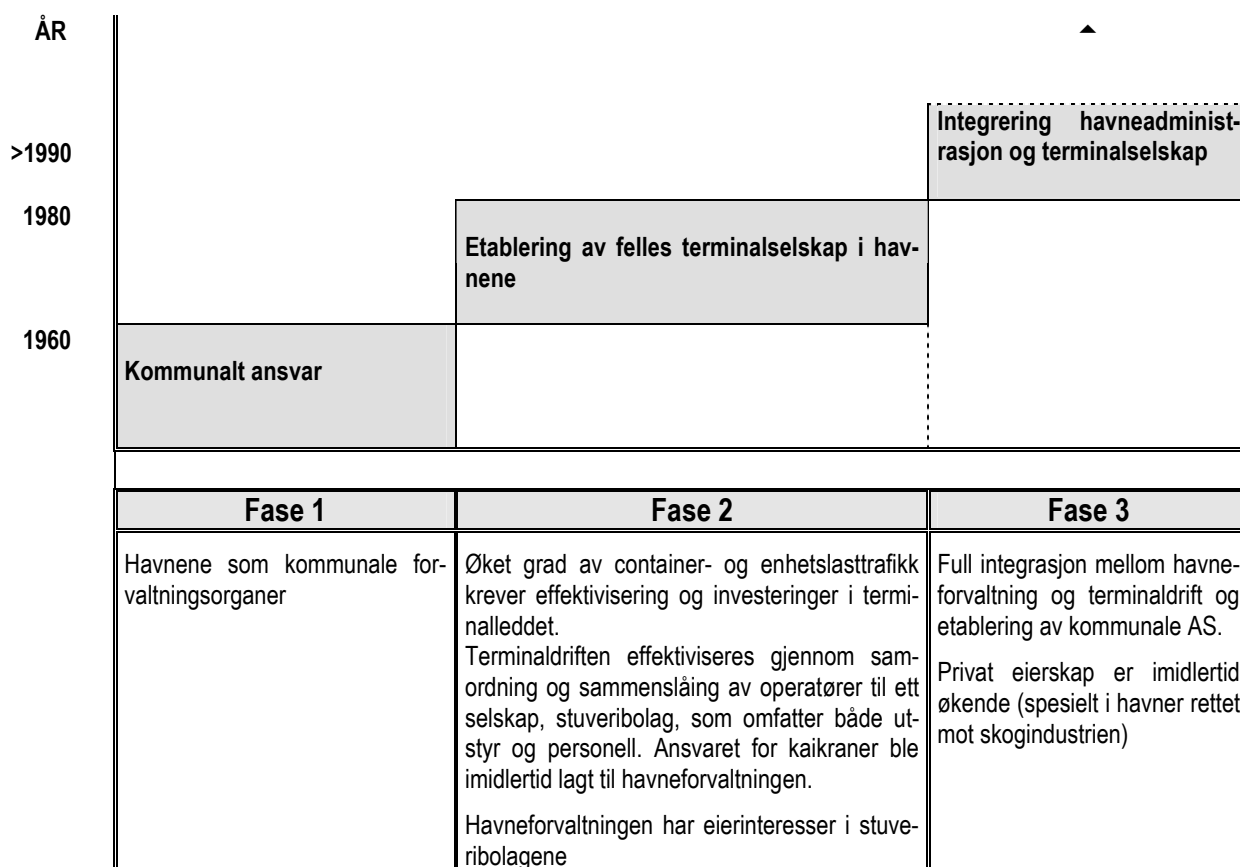 ÅR
>1990
1980
1960
Integrering havneadminist-
rasjon og terminalselskap
Etablering av felles terminalselskap i hav-
nene
Kommunalt ansvar
Fase 1
Fase 2
Fase 3
Havnene som kommunale for-
valtningsorganer
Øket grad av container- og enhetslasttrafikk
krever effektivisering og investeringer i termi-
nalleddet.
Terminaldriften effektiviseres gjennom sam-
ordning og sammenslåing av operatører til ett
selskap, stuveribolag, som omfatter både ut-
styr og personell. Ansvaret for kaikraner ble
imidlertid lagt til havneforvaltningen.
Havneforvaltningen har eierinteresser i stuve-
ribolagene
Full integrasjon mellom havne-
forvaltning og terminaldrift og
etablering av kommunale AS.
Privat eierskap er imidlertid
økende (spesielt i havner rettet
mot skogindustrien)